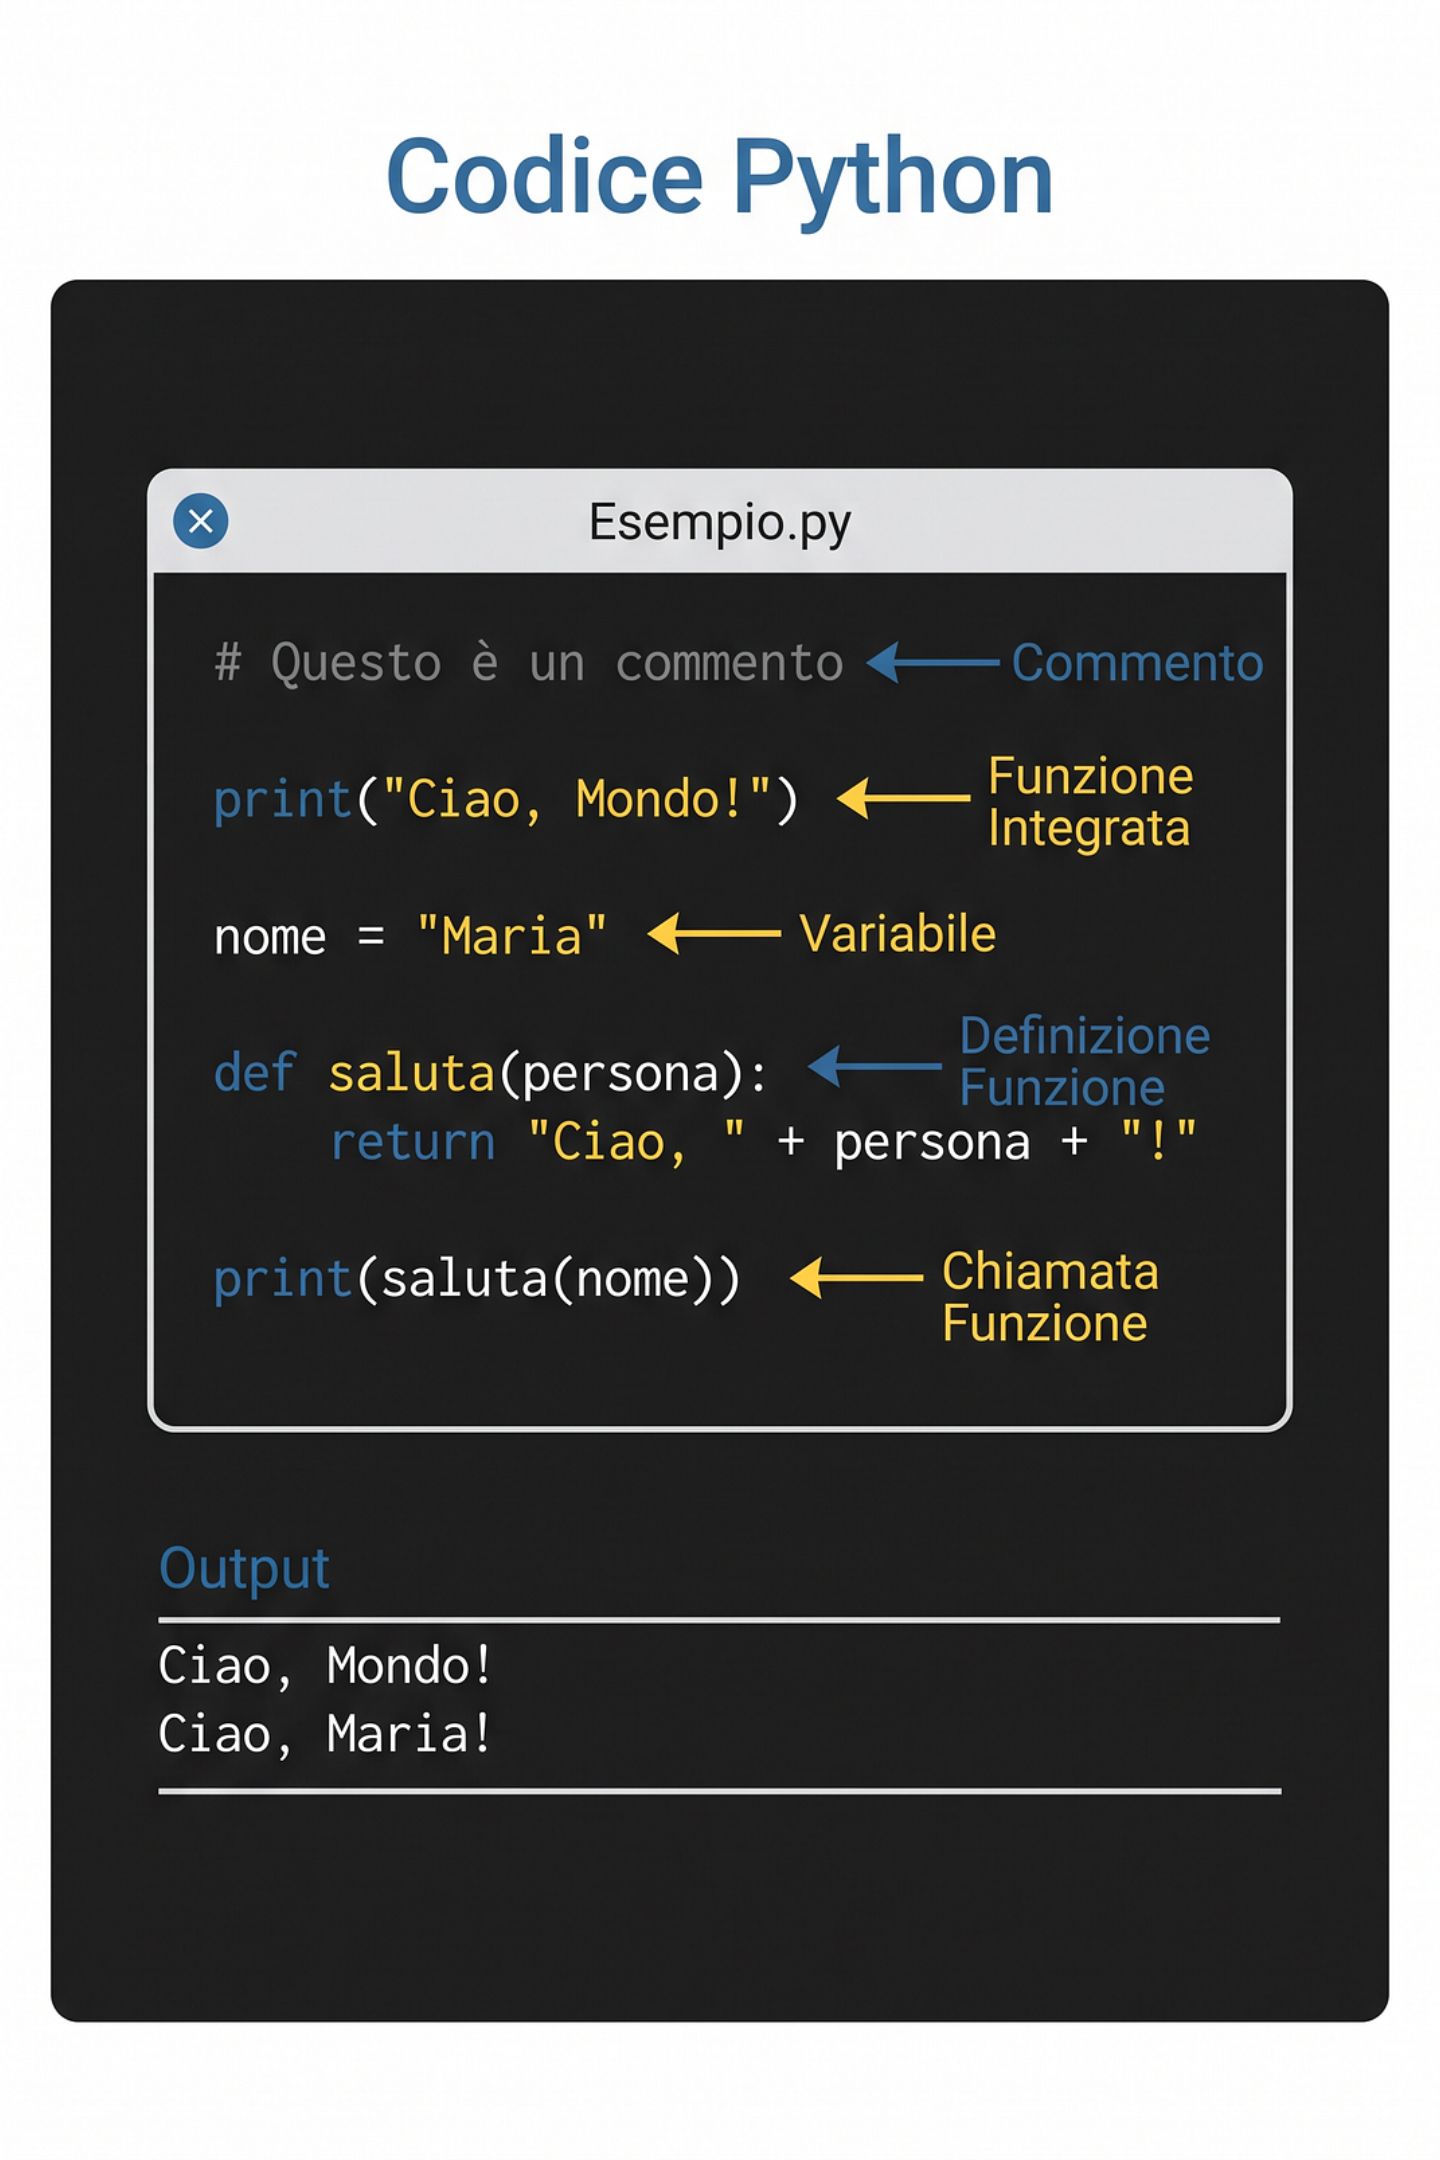 Codice Python
Esempio.py
# Questo è un commento
Commento
print("Ciao, Mondo!")
Funzione
Integrata
nome = "Maria"
Variabile
def saluta(persona):
Definizione
Funzione
    return "Ciao, " + persona + "!"
print(saluta(nome))
Chiamata
Funzione
Output
Ciao, Mondo!
Ciao, Maria!